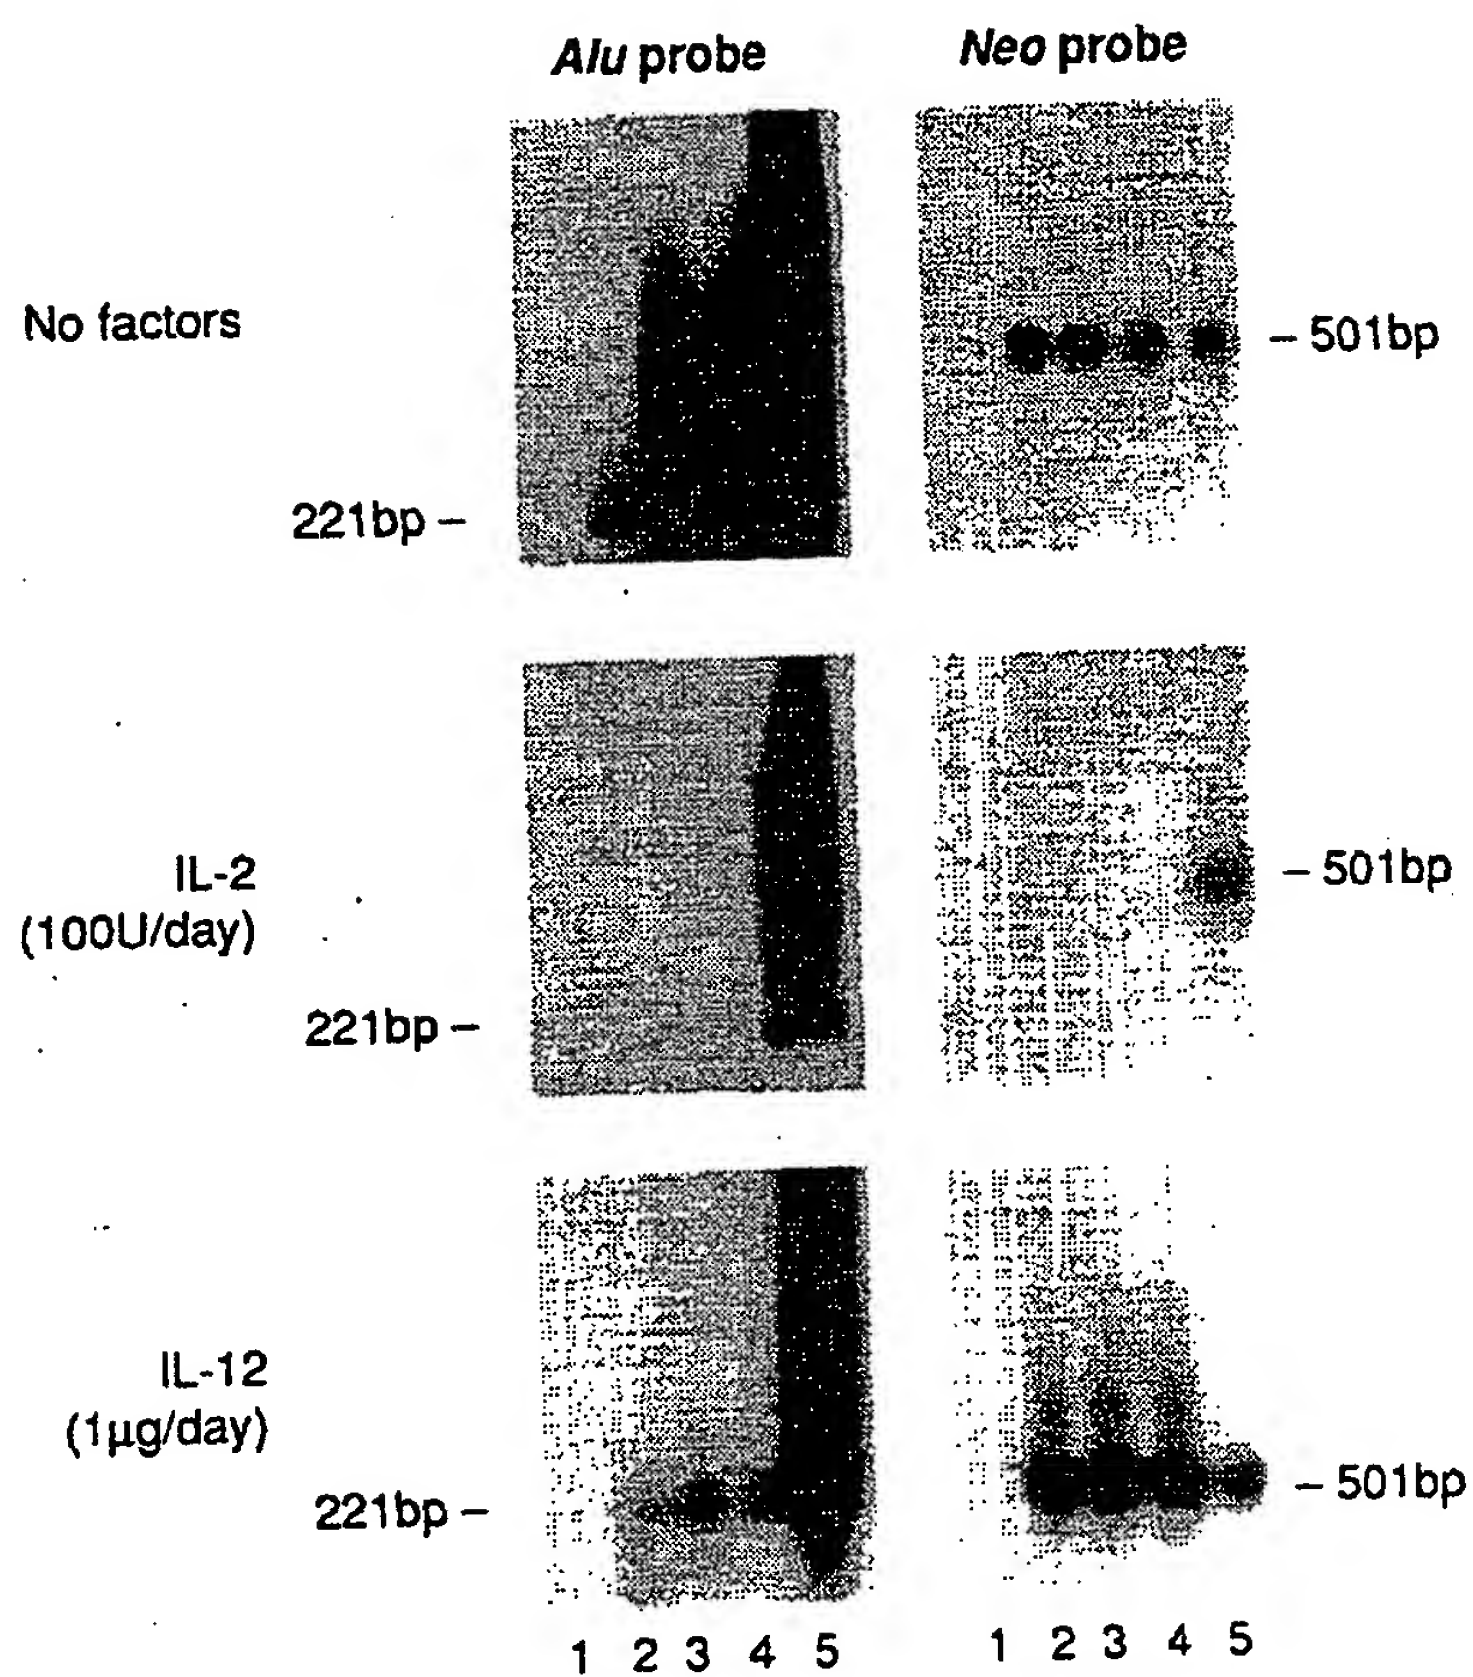 Alu probe
Neo probe
No factors
– 501bp
221bp –
IL-2
(100U/day)
– 501bp
221bp –
IL-12
(1µg/day)
– 501bp
221bp –
1 2 3 4 5
1 2 3 4 5